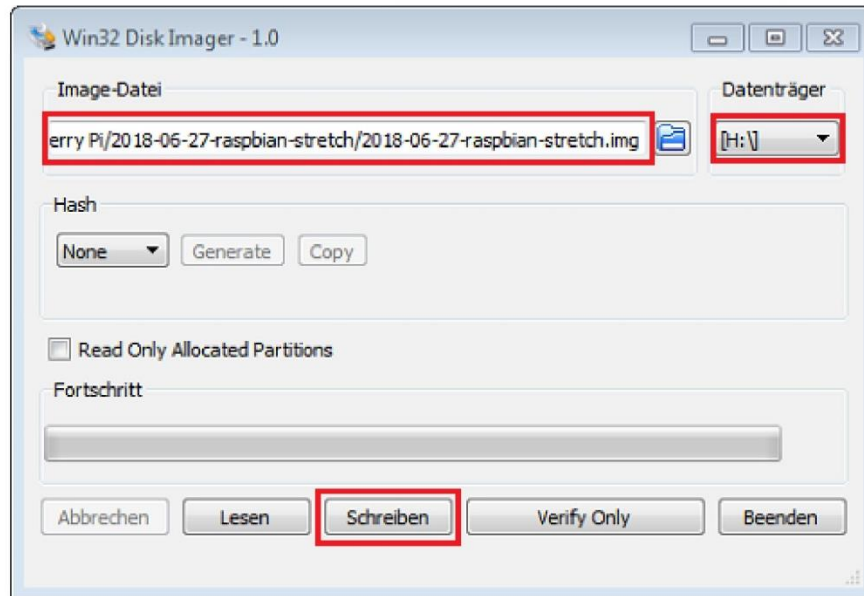 Win32 Disk Imager - 1.0
Image-Datei
Datenträger
erry Pi/2018-06-27-raspbian-stretch/2018-06-27-raspbian-stretch.img
[H:\]
Hash
None
Generate
Copy
Read Only Allocated Partitions
Fortschritt
Abbrechen
Lesen
Schreiben
Verify Only
Beenden